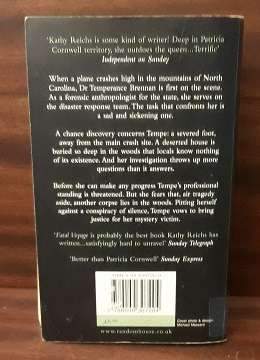 'Kathy Reichs is some kind of writer! Deep in Patricia
Cornwell territory, she outdoes the queen...Terrific'
Independent on Sunday
When a plane crashes high in the mountains of North
Carolina, Dr Temperance Brennan is first on the scene.
As a forensic anthropologist for the state, she serves on
the disaster response team. The task that confronts her is
a sad and sickening one.
A chance discovery concerns Tempe: a severed foot,
away from the main crash site. A deserted house is
buried so deep in the woods that locals know nothing
of its existence. And her investigation throws up more
questions than it answers.
Before she can make any progress Tempe's professional
standing is threatened. But she fears that, air tragedy
aside, another corpse lies in the woods. Pitting herself
against a conspiracy of silence, Tempe vows to bring
justice for her mystery victim.
'Fatal Voyage is probably the best book Kathy Reichs has
written...satisfyingly hard to unravel' Sunday Telegraph
'Better than Patricia Cornwell' Sunday Express
Cover photo & design:
www.randomhouse.co.uk